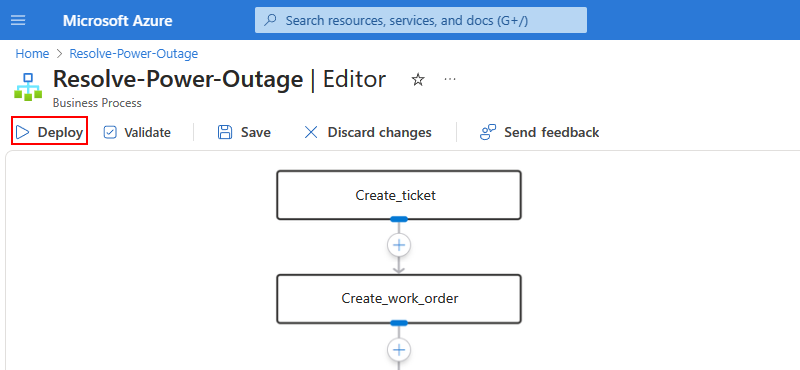 Microsoft Azure
Search resources, services, and docs (G+/)
Home > Resolve-Power-Outage
Resolve-Power-Outage | Editor
Business Process
Deploy Validate Save Discard changes Send feedback
Create_ticket
Create_work_order